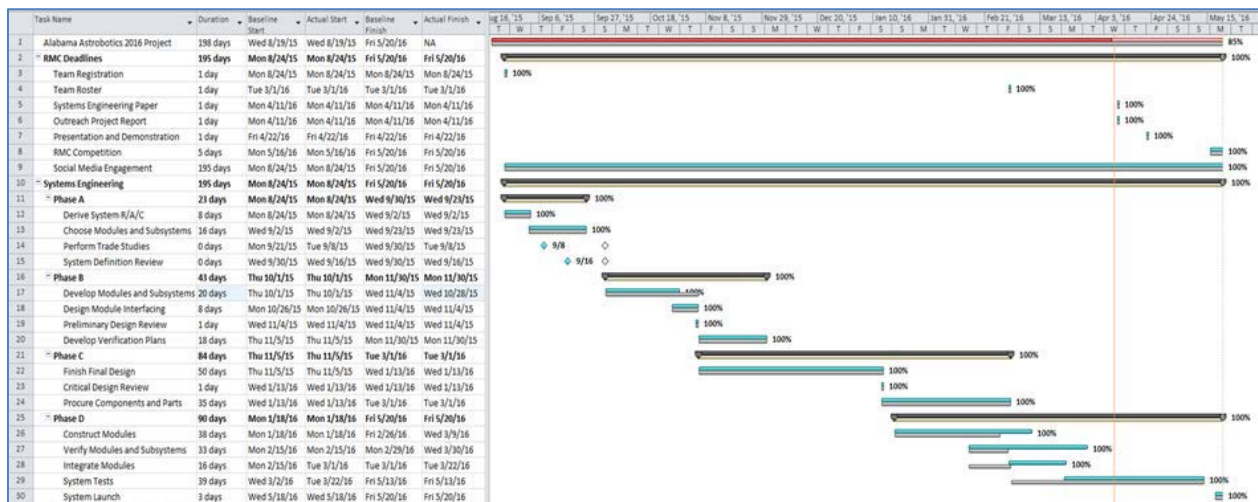 Task Name Duration Baseline Start Actual Start Baseline Finish Actual Finish ug 16, '15 Sep 6, '15 Sep 27, '15 Oct 18, '15 Nov 8, '15 Nov 29, '15 Dec 20, '15 Jan 10, '16 Jan 31, '16 Feb 21, '16 Mar 13, '16 Apr 3, '16 Apr 24, '16 May 15, '16
1 Alabama Astrobotics 2016 Project 198 days Wed 8/19/15 Wed 8/19/15 Fri 5/20/16 NA 85%
2 RMC Deadlines 195 days Mon 8/24/15 Mon 8/24/15 Fri 5/20/16 Fri 5/20/16 100%
3 Team Registration 1 day Mon 8/24/15 Mon 8/24/15 Mon 8/24/15 Mon 8/24/15 100%
4 Team Roster 1 day Tue 3/1/16 Tue 3/1/16 Tue 3/1/16 Tue 3/1/16 100%
5 Systems Engineering Paper 1 day Mon 4/11/16 Mon 4/11/16 Mon 4/11/16 Mon 4/11/16 100%
6 Outreach Project Report 1 day Mon 4/11/16 Mon 4/11/16 Mon 4/11/16 Mon 4/11/16 100%
7 Presentation and Demonstration 1 day Fri 4/22/16 Fri 4/22/16 Fri 4/22/16 Fri 4/22/16 100%
8 RMC Competition 5 days Mon 5/16/16 Mon 5/16/16 Fri 5/20/16 Fri 5/20/16 100%
9 Social Media Engagement 195 days Mon 8/24/15 Mon 8/24/15 Fri 5/20/16 Fri 5/20/16 100%
10 Systems Engineering 195 days Mon 8/24/15 Mon 8/24/15 Fri 5/20/16 Fri 5/20/16 100%
11 Phase A 23 days Mon 8/24/15 Mon 8/24/15 Wed 9/30/15 Wed 9/23/15 100%
12 Derive System R/A/C 8 days Mon 8/24/15 Mon 8/24/15 Wed 9/2/15 Wed 9/2/15 100%
13 Choose Modules and Subsystems 16 days Wed 9/2/15 Wed 9/2/15 Wed 9/23/15 Wed 9/23/15 100%
14 Perform Trade Studies 0 days Mon 9/21/15 Tue 9/8/15 Wed 9/30/15 Tue 9/8/15 9/8
15 System Definition Review 0 days Wed 9/30/15 Wed 9/16/15 Wed 9/30/15 Wed 9/16/15 9/16
16 Phase B 43 days Thu 10/1/15 Thu 10/1/15 Mon 11/30/15 Mon 11/30/15 100%
17 Develop Modules and Subsystems 20 days Thu 10/1/15 Thu 10/1/15 Wed 11/4/15 Wed 10/28/15 100%
18 Design Module Interfacing 8 days Mon 10/26/15 Mon 10/26/15 Wed 11/4/15 Wed 11/4/15 100%
19 Preliminary Design Review 1 day Wed 11/4/15 Wed 11/4/15 Wed 11/4/15 Wed 11/4/15 100%
20 Develop Verification Plans 18 days Thu 11/5/15 Thu 11/5/15 Mon 11/30/15 Mon 11/30/15 100%
21 Phase C 84 days Thu 11/5/15 Thu 11/5/15 Tue 3/1/16 Tue 3/1/16 100%
22 Finish Final Design 50 days Thu 11/5/15 Thu 11/5/15 Wed 1/13/16 Wed 1/13/16 100%
23 Critical Design Review 1 day Wed 1/13/16 Wed 1/13/16 Wed 1/13/16 Wed 1/13/16 100%
24 Procure Components and Parts 35 days Wed 1/13/16 Wed 1/13/16 Tue 3/1/16 Tue 3/1/16 100%
25 Phase D 90 days Mon 1/18/16 Mon 1/18/16 Fri 5/20/16 Fri 5/20/16 100%
26 Construct Modules 38 days Mon 1/18/16 Mon 1/18/16 Fri 2/26/16 Wed 3/9/16 100%
27 Verify Modules and Subsystems 33 days Mon 2/15/16 Mon 2/15/16 Mon 2/29/16 Wed 3/30/16 100%
28 Integrate Modules 16 days Mon 2/15/16 Tue 3/1/16 Tue 3/1/16 Tue 3/22/16 100%
29 System Tests 39 days Wed 3/2/16 Tue 3/22/16 Fri 5/13/16 Fri 5/13/16 100%
30 System Launch 3 days Wed 5/18/16 Wed 5/18/16 Fri 5/20/16 Fri 5/20/16 100%